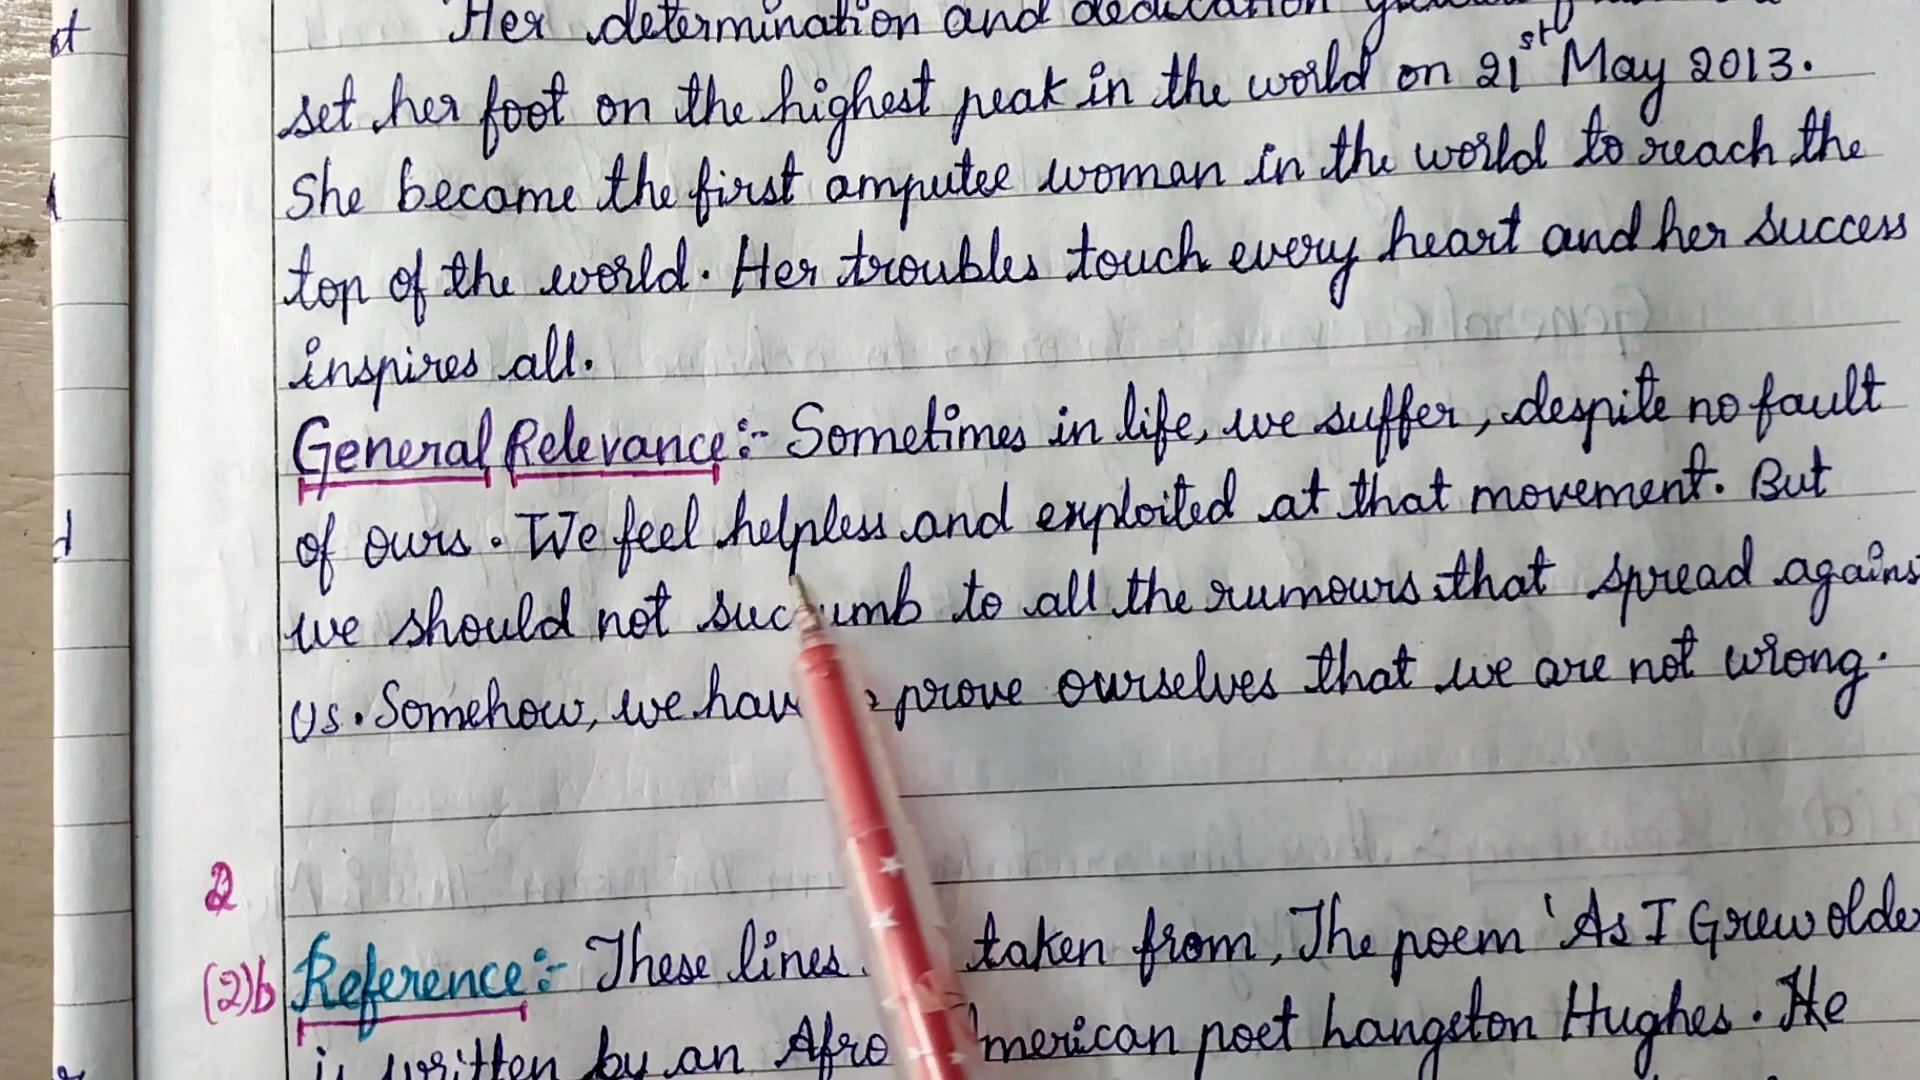 Her determination and dedication
set her foot on the highest peak in the world on 21st May 2013.
She became the first amputee woman in the world to reach the
top of the world. Her troubles touch every heart and her success
inspires all.
General Relevance:- Sometimes in life, we suffer, despite no fault
of ours. We feel helpless and exploited at that movement. But
we should not succumb to all the rumours that spread against
us. Somehow, we have prove ourselves that we are not wrong.
2
(2)b Reference:- These lines taken from, The poem 'As I Grew older
is written by an Afro American poet hangston Hughes. He